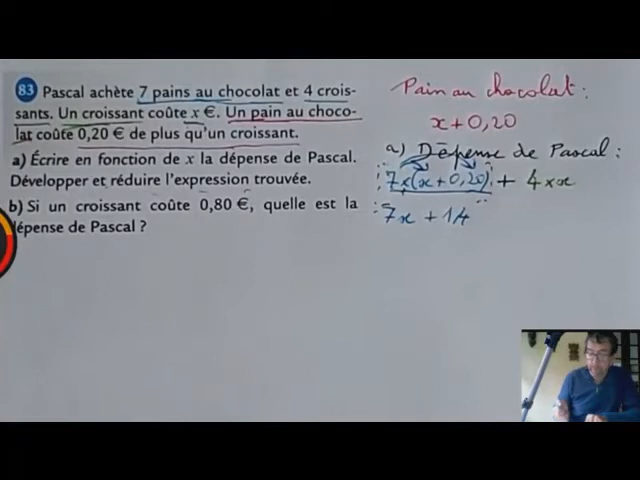 83 Pascal achète 7 pains au chocolat et 4 crois-
sants. Un croissant coûte x €. Un pain au choco-
lat coûte 0,20 € de plus qu'un croissant.
a) Écrire en fonction de x la dépense de Pascal.
Développer et réduire l'expression trouvée.
b) Si un croissant coûte 0,80 €, quelle est la
dépense de Pascal ?
Pain au chocolat :
x + 0,20
a) Dépense de Pascal :
7 x (x + 0,20) + 4 x x
7x + 14